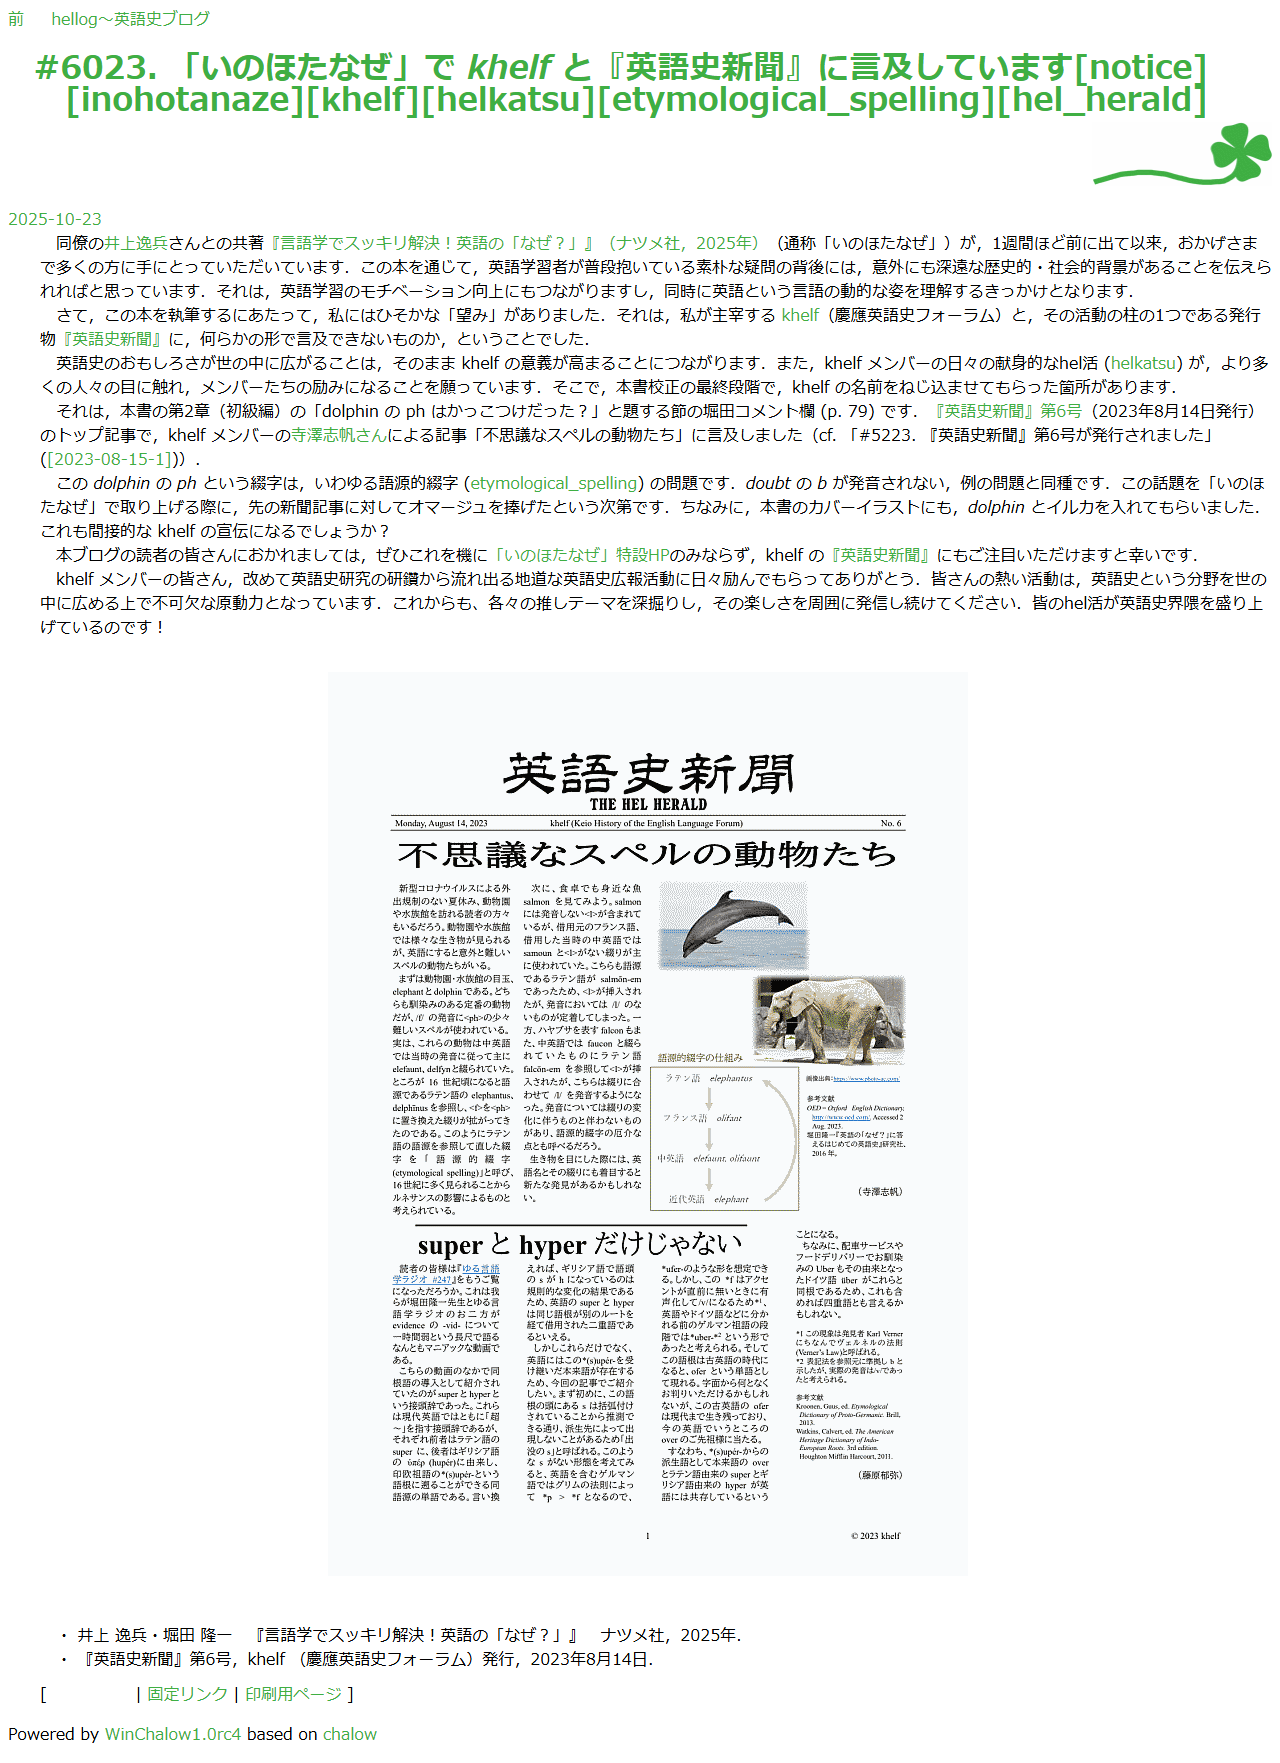 前　hellog～英語史ブログ
#6023. 「いのほたなぜ」で khelf と『英語史新聞』に言及しています[notice]
[inohotanaze][khelf][helkatsu][etymological_spelling][hel_herald]
2025-10-23
同僚の井上逸兵さんとの共著『言語学でスッキリ解決！英語の「なぜ？」』（ナツメ社，2025年）（通称「いのほたなぜ」）が，1週間ほど前に出て以来，おかげさま
で多くの方に手にとっていただいています．この本を通じて，英語学習者が普段抱いている素朴な疑問の背後には，意外にも深遠な歴史的・社会的背景があることを伝えら
れればと思っています．それは，英語学習のモチベーション向上にもつながりますし，同時に英語という言語の動的な姿を理解するきっかけとなります．
さて，この本を執筆するにあたって，私にはひそかな「望み」がありました．それは，私が主宰する khelf（慶應英語史フォーラム）と，その活動の柱の1つである発行
物『英語史新聞』に，何らかの形で言及できないものか，ということでした．
英語史のおもしろさが世の中に広がることは，そのまま khelf の意義が高まることにつながります．また，khelf メンバーの日々の献身的なhel活 (helkatsu) が，より多
くの人々の目に触れ，メンバーたちの励みになることを願っています．そこで，本書校正の最終段階で，khelf の名前をねじ込ませてもらった箇所があります．
それは，本書の第2章（初級編）の「dolphin の ph はかっこつけだった？」と題する節の堀田コメント欄 (p. 79) です．『英語史新聞』第6号（2023年8月14日発行）
のトップ記事で，khelf メンバーの寺澤志帆さんによる記事「不思議なスペルの動物たち」に言及しました（cf. 「#5223. 『英語史新聞』第6号が発行されました」
([2023-08-15-1])）．
この dolphin の ph という綴字は，いわゆる語源的綴字 (etymological_spelling) の問題です．doubt の b が発音されない，例の問題と同種です．この話題を「いのほ
たなぜ」で取り上げる際に，先の新聞記事に対してオマージュを捧げたという次第です．ちなみに，本書のカバーイラストにも，dolphin とイルカを入れてもらいました．
これも間接的な khelf の宣伝になるでしょうか？
本ブログの読者の皆さんにおかれましては，ぜひこれを機に「いのほたなぜ」特設HPのみならず，khelf の『英語史新聞』にもご注目いただけますと幸いです．
khelf メンバーの皆さん，改めて英語史研究の研鑽から流れ出る地道な英語史広報活動に日々励んでもらってありがとう．皆さんの熱い活動は，英語史という分野を世の
中に広める上で不可欠な原動力となっています．これからも、各々の推しテーマを深掘りし，その楽しさを周囲に発信し続けてください．皆のhel活が英語史界隈を盛り上
げているのです！
英語史新聞
THE HEL HERALD
Monday, August 14, 2023　khelf (Keio History of the English Language Forum)　No. 6
不思議なスペルの動物たち
新型コロナウイルスによる外
出規制のない夏休み、動物園
や水族館を訪れる読者の方々
もいるだろう。動物園や水族館
では様々な生き物が見られる
が、英語にすると意外と難しい
スペルの動物たちがいる。
まずは動物園・水族館の目玉、
elephant と dolphin である。どち
らも馴染みのある定番の動物
だが、/f/ の発音に<ph>の少々
難しいスペルが使われている。
実は、これらの動物は中英語
では当時の発音に従って主に
elefaunt, delfyn と綴られていた。
ところが 16 世紀頃になると語
源であるラテン語の elephantus,
delphīnus を参照し、<f>を<ph>
に置き換えた綴りが拡がってき
たのである。このようにラテン
語の語源を参照して直した綴
字を「語源的綴字
(etymological spelling)」と呼び、
16 世紀に多く見られることから
ルネサンスの影響によるものと
考えられている。
次に、食卓でも身近な魚
salmon を見てみよう。salmon
には発音しない<l>が含まれて
いるが、借用元のフランス語、
借用した当時の中英語では
samoun と<l>がない綴りが主
に使われていた。こちらも語源
であるラテン語が salmōn-em
であったため、<l>が挿入され
たが、発音においては /l/ のな
いものが定着してしまった。一
方、ハヤブサを表す falcon もま
た、中英語では faucon と綴ら
れていたものにラテン語
falcōn-em を参照して<l>が挿
入されたが、こちらは綴りに合
わせて /l/ を発音するようにな
った。発音については綴りの変
化に伴うものと伴わないもの
があり、語源的綴字の厄介な
点とも呼べるだろう。
生き物を目にした際には、英
語名とその綴りにも着目すると
新たな発見があるかもしれな
い。
語源的綴字の仕組み
ラテン語　elephantus
フランス語　olifant
中英語　elefaunt, olifaunt
近代英語　elephant
画像出典:https://www.photo-ac.com/
参考文献
OED = Oxford English Dictionary,
http://www.oed.com/, Accessed 2
Aug. 2023.
堀田隆一『英語の「なぜ?」に答
えるはじめての英語史』研究社、
2016 年。
（寺澤志帆）
super と hyper だけじゃない
読者の皆様は『ゆる言語
学ラジオ #247』をもうご覧
になっただろうか。これは我
らが堀田隆一先生とゆる言
語学ラジオのお二方が
evidence の -vid- について
一時間弱という長尺で語る
なんともマニアックな動画で
ある。
こちらの動画のなかで同
根語の導入として紹介され
ていたのが super と hyper と
いう接頭辞であった。これら
は現代英語ではともに「超
～」を指す接頭辞であるが、
それぞれ前者はラテン語の
super に、後者はギリシア語
の ὑπέρ (hupér)に由来し、
印欧祖語の*(s)upér-という
語根に遡ることができる同
語源の単語である。言い換
えれば、ギリシア語で語頭
の s が h になっているのは
規則的な変化の結果である
ため、英語の super と hyper
は同じ語根が別のルートを
経て借用された二重語であ
るといえる。
しかしこれらだけでなく、
英語にはこの*(s)upér-を受
け継いだ本来語が存在する
ため、今回の記事でご紹介
したい。まず初めに、この語
根の頭にある s は括弧付け
されていることから推測で
きる通り、派生先によって出
現しないことがあるため「出
没の s」と呼ばれる。このよう
な s がない形態を考えてみ
ると、英語を含むゲルマン
語ではグリムの法則によっ
て *p > *f となるので、
*ufer-のような形を想定でき
る。しかし、この *f はアクセ
ントが直前に無いときに有
声化して/v/になるため*¹、
英語やドイツ語などに分か
れる前のゲルマン祖語の段
階では*uber-*² という形で
あったと考えられる。そして
この語根は古英語の時代に
なると、ofer という単語とし
て現れる。字面から何となく
お判りいただけるかもしれ
ないが、この古英語の ofer
は現代まで生き残っており、
今の英語でいうところの
over のご先祖様に当たる。
すなわち、*(s)upér-からの
派生語として本来語の over
とラテン語由来の super とギ
リシア語由来の hyper が英
語には共存しているという
ことになる。
ちなみに、配車サービスや
フードデリバリーでお馴染
みの Uber もその由来となっ
たドイツ語 über がこれらと
同根であるため、これも含
めれば四重語とも言えるか
もしれない。
*1 この現象は発見者 Karl Verner
にちなんでヴェルネルの法則
(Verner's Law)と呼ばれる。
*2 表記法を参照元に準拠し b と
示したが、実際の発音は/v/であっ
たと考えられる。
参考文献
Kroonen, Guus, ed. Etymological
Dictionary of Proto-Germanic. Brill,
2013.
Watkins, Calvert, ed. The American
Heritage Dictionary of Indo-
European Roots. 3rd edition.
Houghton Mifflin Harcourt, 2011.
（藤原郁弥）
1　© 2023 khelf
・ 井上 逸兵・堀田 隆一　『言語学でスッキリ解決！英語の「なぜ？」』　ナツメ社，2025年．
・ 『英語史新聞』第6号，khelf （慶應英語史フォーラム）発行，2023年8月14日．
[ | 固定リンク | 印刷用ページ ]
Powered by WinChalow1.0rc4 based on chalow